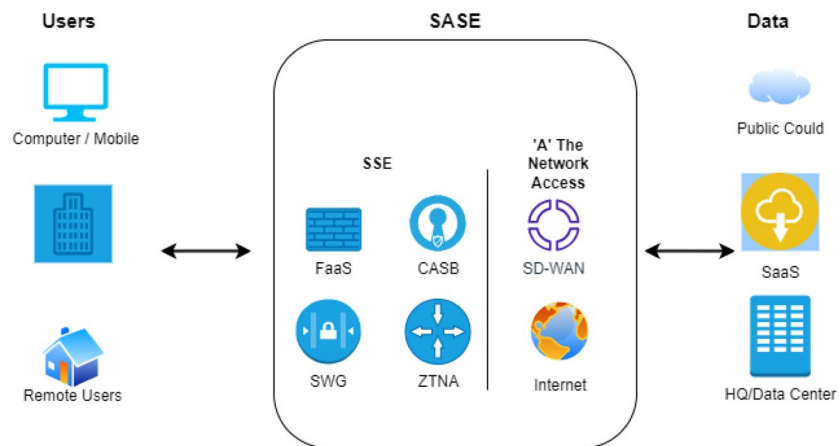 Users
SASE
Data
Computer / Mobile
Public Could
SSE
'A' The
Network
Access
FaaS
CASB
SD-WAN
SaaS
SWG
ZTNA
Internet
Remote Users
HQ/Data Center